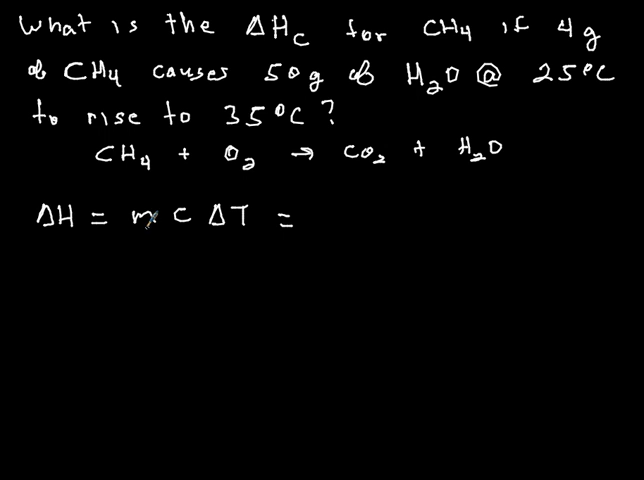 What is the ΔHc for CH₄ if 4g
of CH₄ causes 50g of H₂O @ 25°C
to rise to 35°C?
CH₄ + O₂ → CO₂ + H₂O
ΔH = m C ΔT =